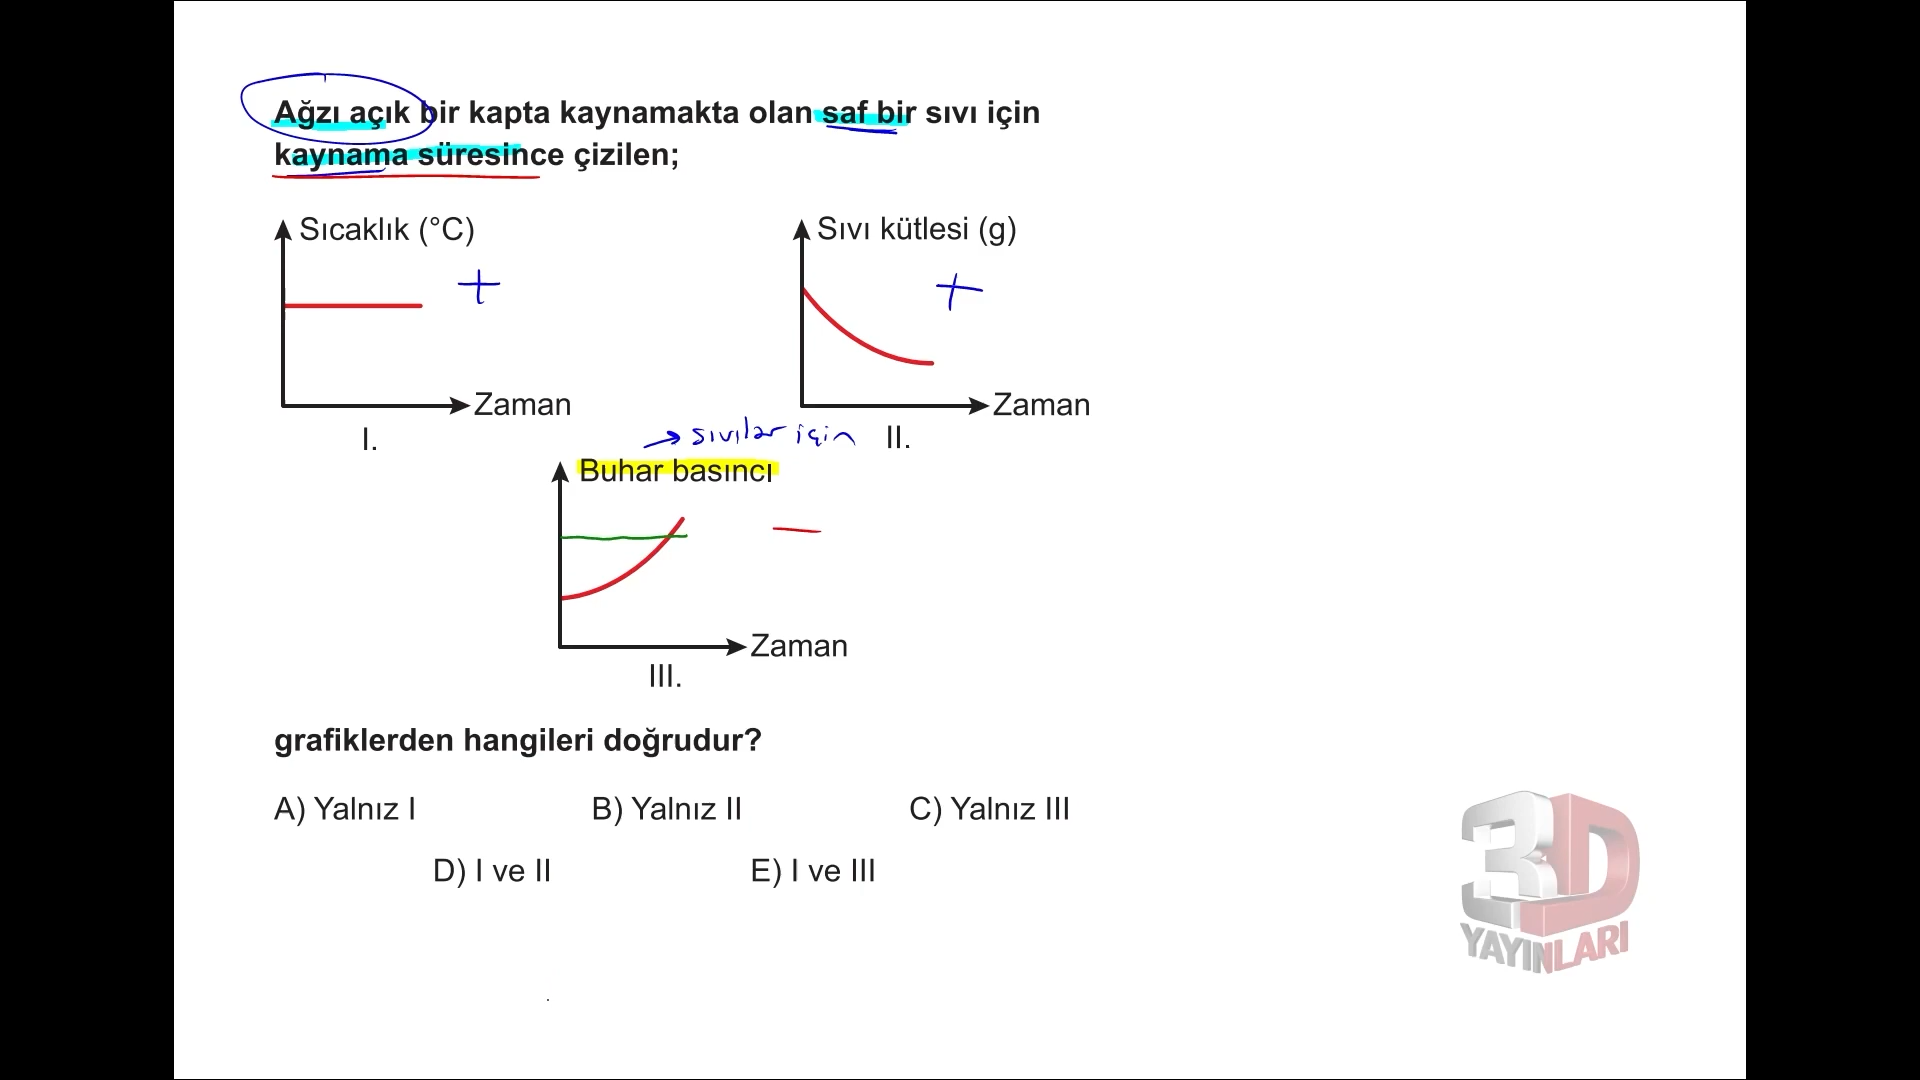 Ağzı açık bir kapta kaynamakta olan saf bir sıvı için
kaynama süresince çizilen;
Sıcaklık (°C)
+
Zaman
I.
Sıvı kütlesi (g)
+
Zaman
II.
→ sıvılar için
Buhar basıncı
—
Zaman
III.
grafiklerden hangileri doğrudur?
A) Yalnız I B) Yalnız II C) Yalnız III
D) I ve II E) I ve III
3D
YAYINLARI